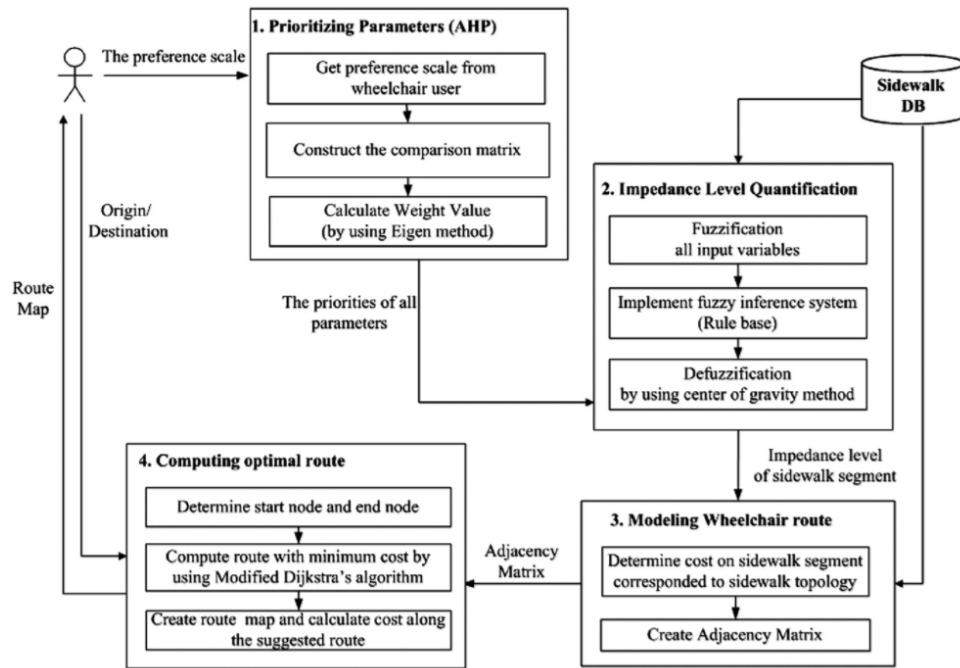 1. Prioritizing Parameters (AHP)
The preference scale
Get preference scale from
wheelchair user
Construct the comparison matrix
Calculate Weight Value
(by using Eigen method)
Sidewalk
DB
2. Impedance Level Quantification
Fuzzification
all input variables
Implement fuzzy inference system
(Rule base)
Defuzzification
by using center of gravity method
Origin/
Destination
Route
Map
The priorities of all
parameters
Impedance level
of sidewalk segment
4. Computing optimal route
Determine start node and end node
Compute route with minimum cost by
using Modified Dijkstra's algorithm
Create route map and calculate cost along
the suggested route
Adjacency
Matrix
3. Modeling Wheelchair route
Determine cost on sidewalk segment
corresponded to sidewalk topology
Create Adjacency Matrix